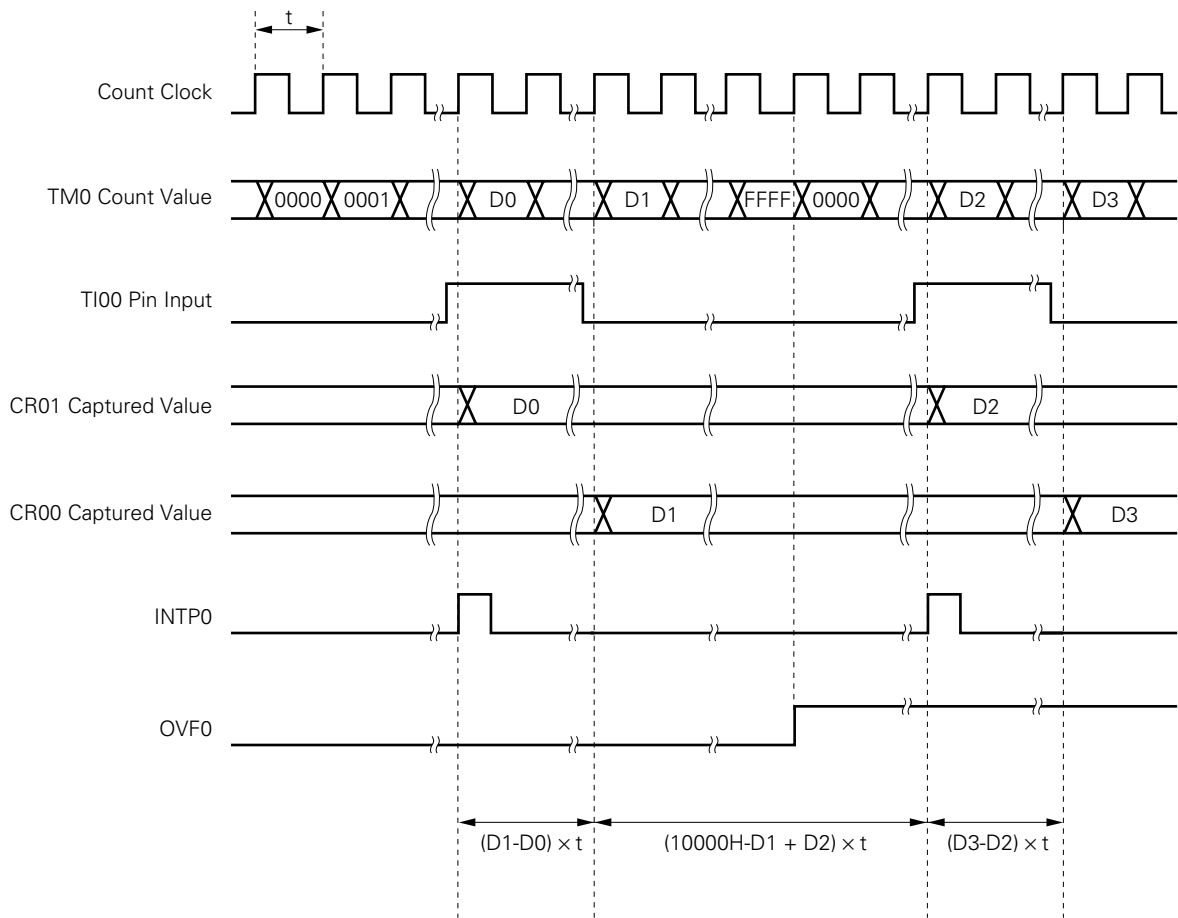 t
Count Clock
TM0 Count Value 0000 0001 D0 D1 FFFF 0000 D2 D3
TI00 Pin Input
CR01 Captured Value D0 D2
CR00 Captured Value D1 D3
INTP0
OVF0
(D1-D0) × t (10000H-D1 + D2) × t (D3-D2) × t